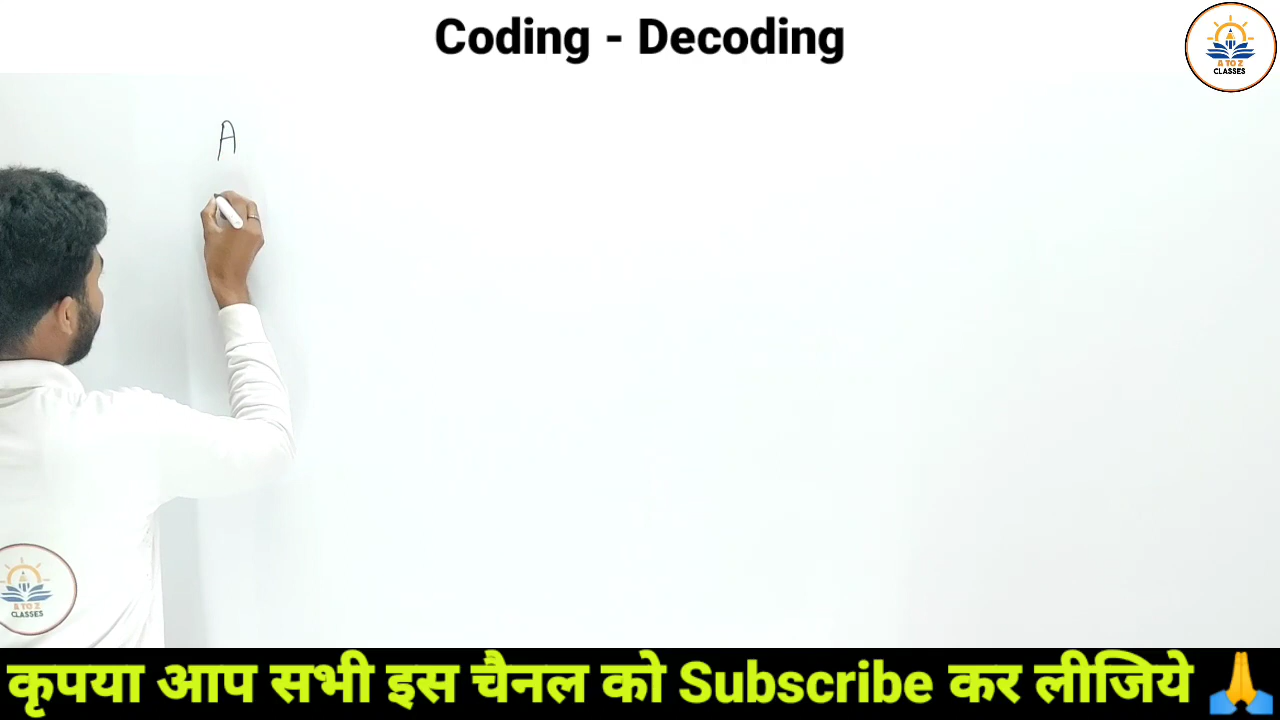 Coding - Decoding
A TO Z
CLASSES
A
A TO Z
CLASSES
कृपया आप सभी इस चैनल को Subscribe कर लीजिये 🙏